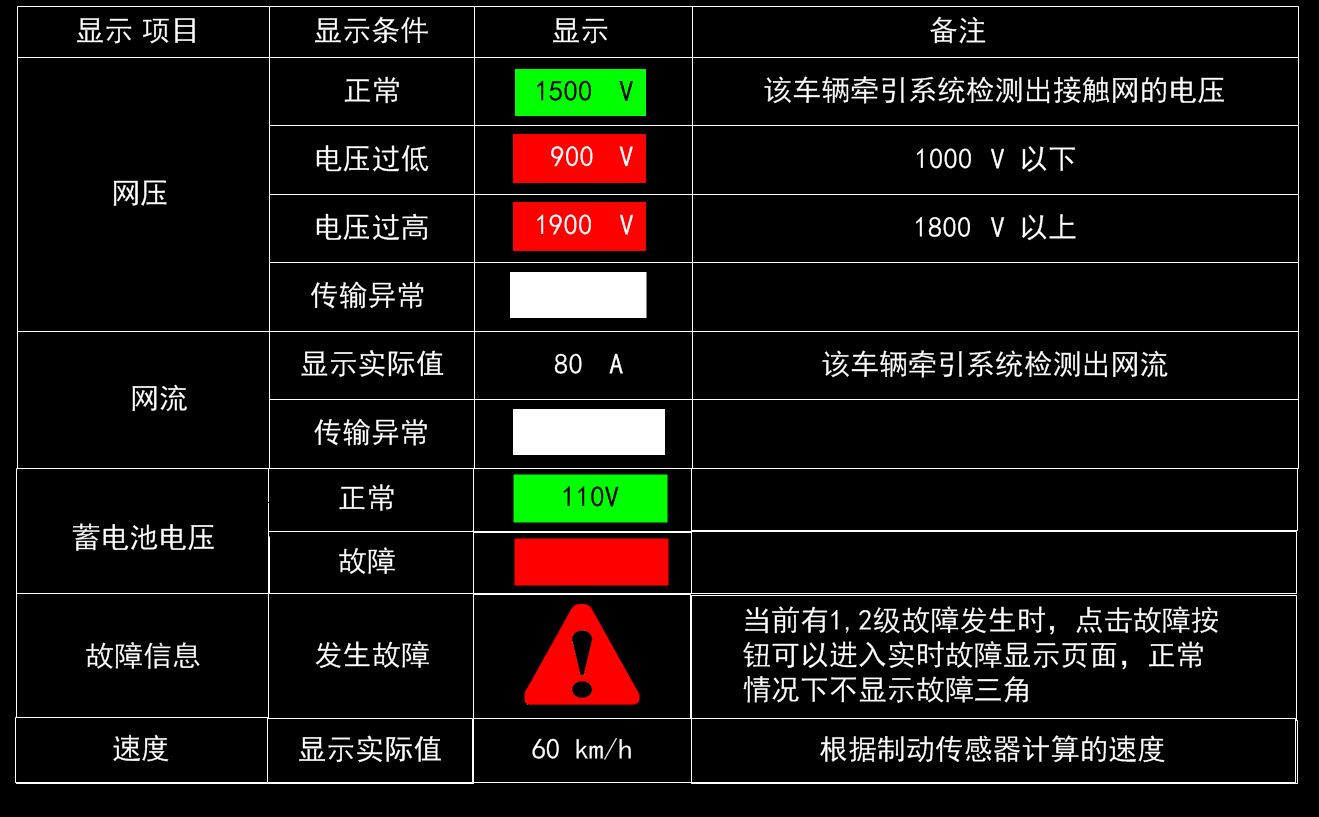 显示 项目 显示条件 显示 备注
正常 1500 V 该车辆牵引系统检测出接触网的电压
电压过低 900 V 1000 V 以下
网压
电压过高 1900 V 1800 V 以上
传输异常
显示实际值 80 A 该车辆牵引系统检测出网流
网流
传输异常
正常 110V
蓄电池电压
故障
故障信息 发生故障
当前有1,2级故障发生时，点击故障按
钮可以进入实时故障显示页面，正常
情况下不显示故障三角
速度 显示实际值 60 km/h 根据制动传感器计算的速度